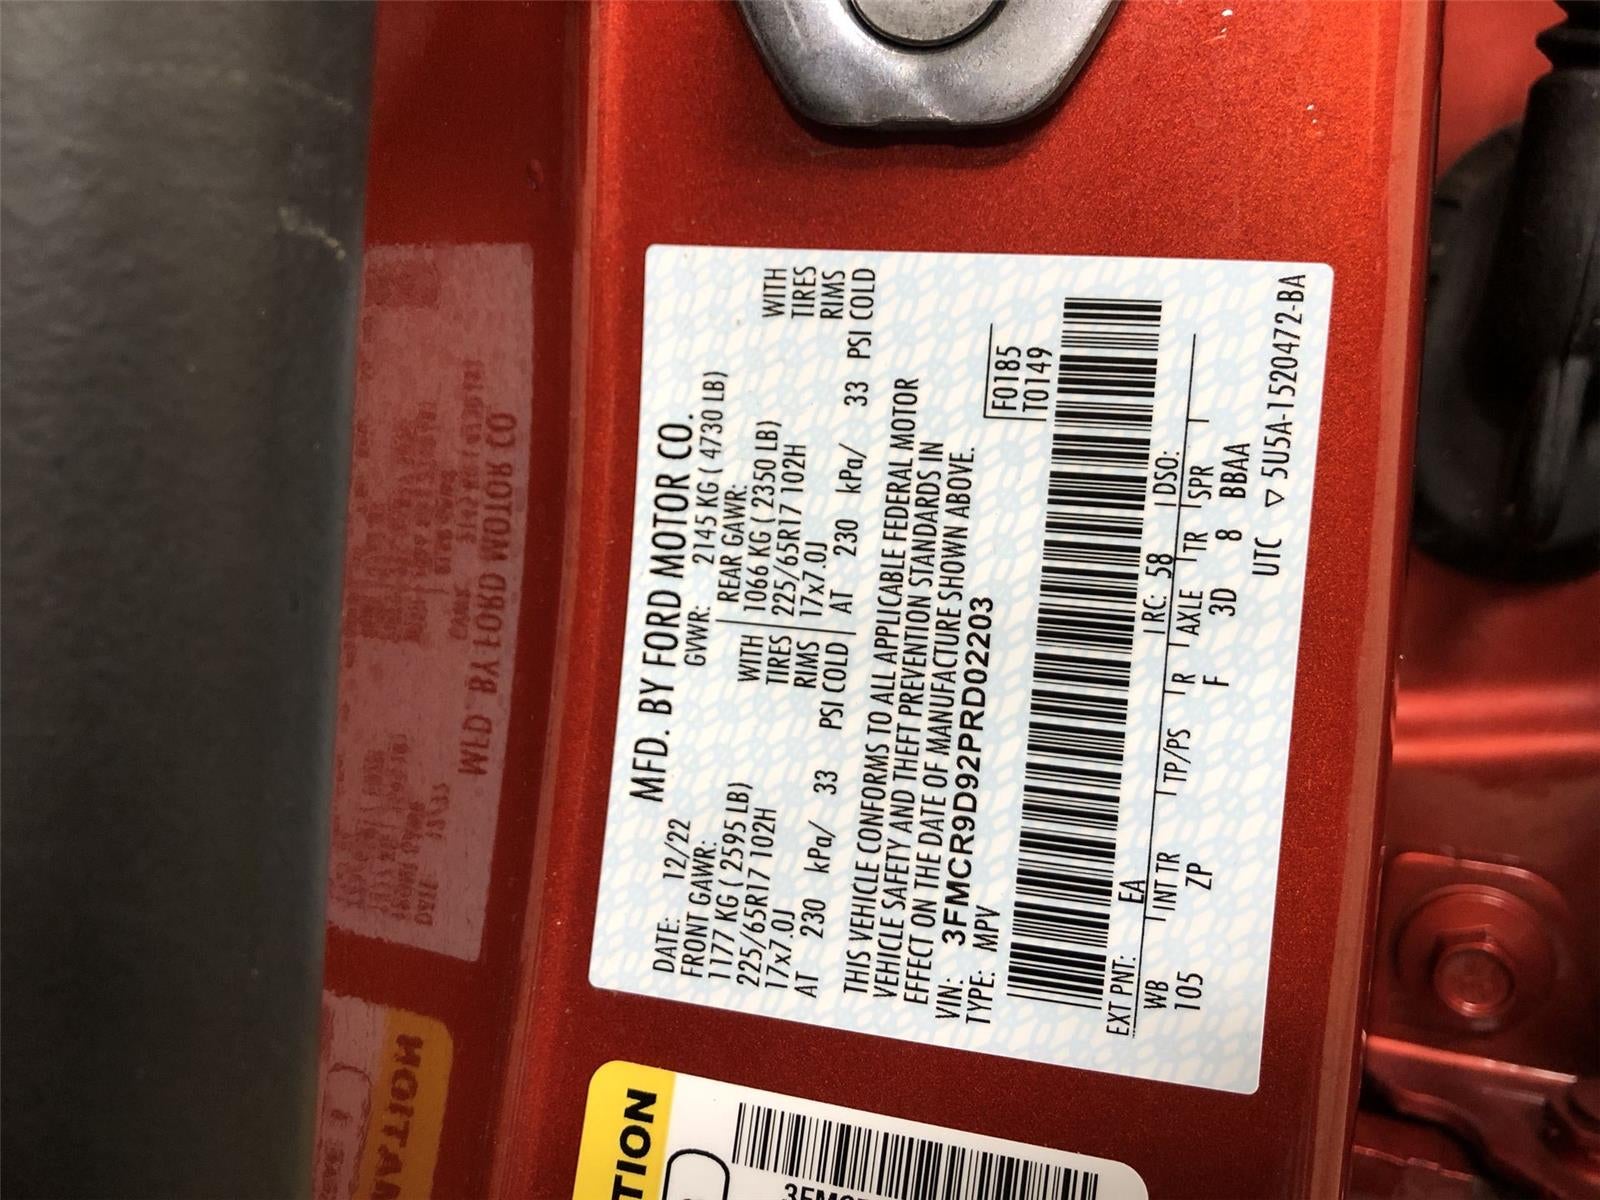 MFD. BY FORD MOTOR CO.
DATE: 12/22 GVWR: 2145 KG ( 4730 LB)
FRONT GAWR: REAR GAWR:
1177 KG ( 2595 LB) WITH 1066 KG ( 2350 LB) WITH
225/65R17 102H TIRES 225/65R17 102H TIRES
17x7.0J RIMS 17x7.0J RIMS
AT 230 kPa/ 33 PSI COLD AT 230 kPa/ 33 PSI COLD
THIS VEHICLE CONFORMS TO ALL APPLICABLE FEDERAL MOTOR
VEHICLE SAFETY AND THEFT PREVENTION STANDARDS IN
EFFECT ON THE DATE OF MANUFACTURE SHOWN ABOVE.
VIN: 3FMCR9D92PRD02203 F0185
TYPE: MPV T0149
EXT PNT: EA RC: 58 DSO:
WB INT TR TP/PS R AXLE TR SPR
105 ZP F 3D 8 BBAA
UTC ▽ 5U5A-1520472-BA
TION